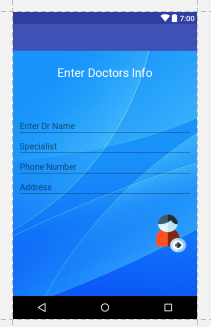 7:00
Enter Doctors Info
Enter Dr Name
Specialist
Phone Number
Address